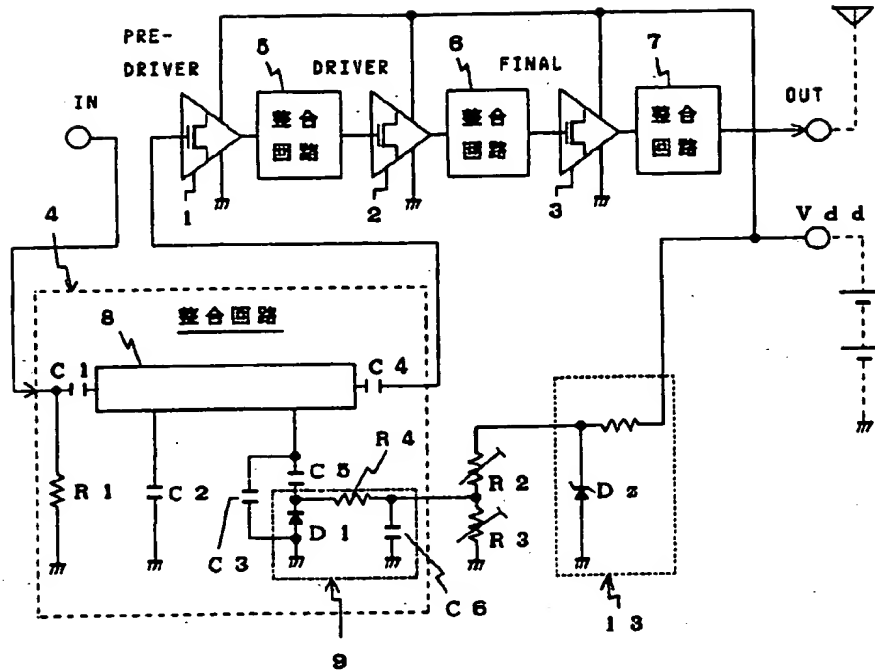 PRE-
DRIVER
5
DRIVER
6
FINAL
7
IN
OUT
整合
回路
整合
回路
整合
回路
1
2
3
4
Vdd
整合回路
8
C1
C4
R4
R1
C2
C5
C3
D1
R2
R3
Dz
C6
9
13